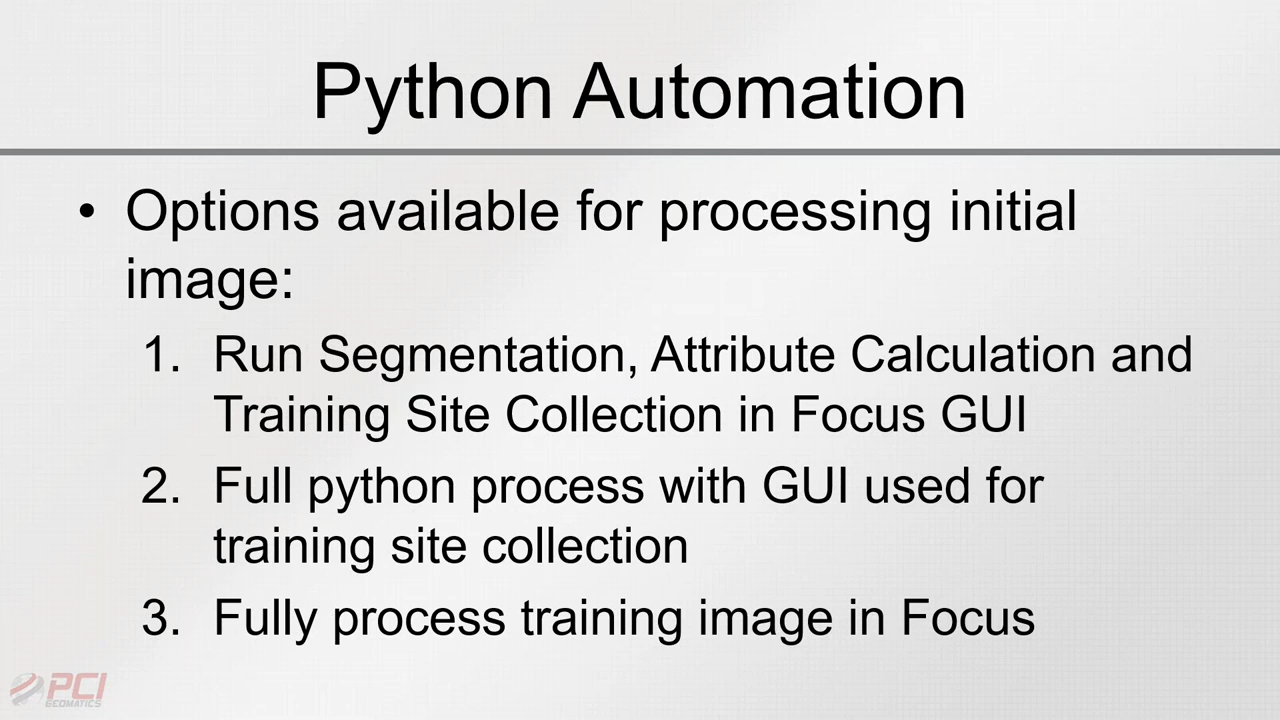 Python Automation
• Options available for processing initial
image:
1. Run Segmentation, Attribute Calculation and
Training Site Collection in Focus GUI
2. Full python process with GUI used for
training site collection
3. Fully process training image in Focus
PCI
GEOMATICS